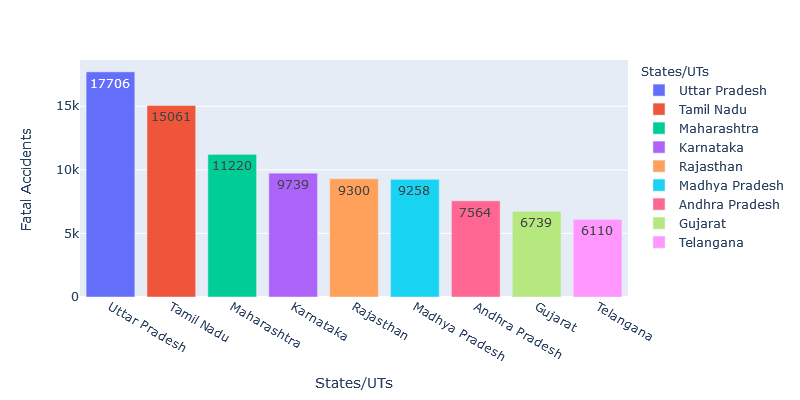 States/UTs
Uttar Pradesh
Tamil Nadu
Maharashtra
Karnataka
Rajasthan
Madhya Pradesh
Andhra Pradesh
Gujarat
Telangana
Fatal Accidents
15k
10k
5k
0
17706
15061
11220
9739
9300
9258
7564
6739
6110
Uttar Pradesh
Tamil Nadu
Maharashtra
Karnataka
Rajasthan
Madhya Pradesh
Andhra Pradesh
Gujarat
Telangana
States/UTs